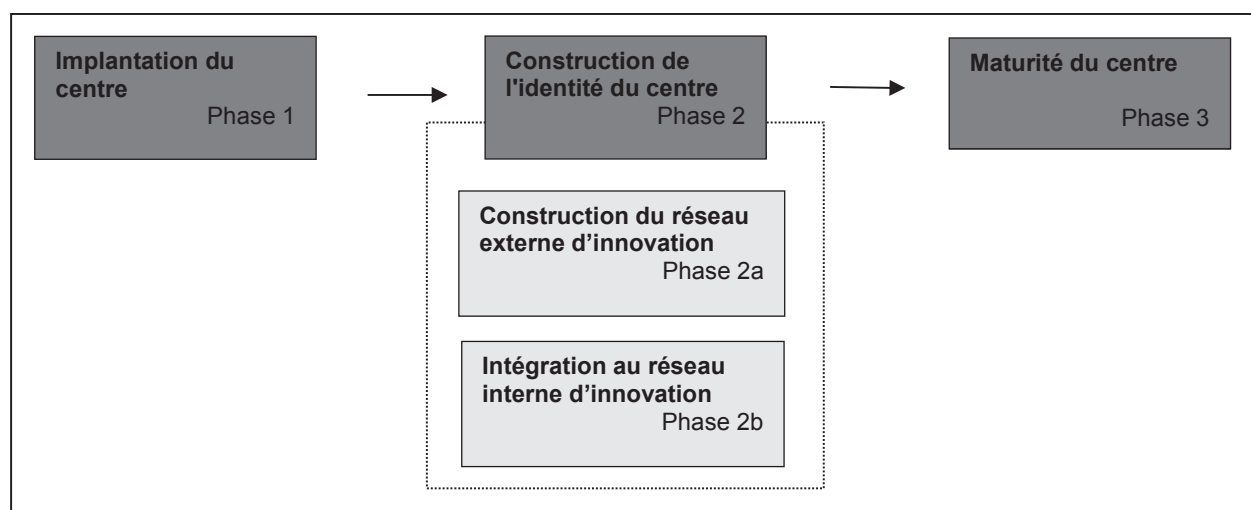 Implantation du
centre
Phase 1
Construction de
l'identité du centre
Phase 2
Maturité du centre
Phase 3
Construction du réseau
externe d’innovation
Phase 2a
Intégration au réseau
interne d’innovation
Phase 2b